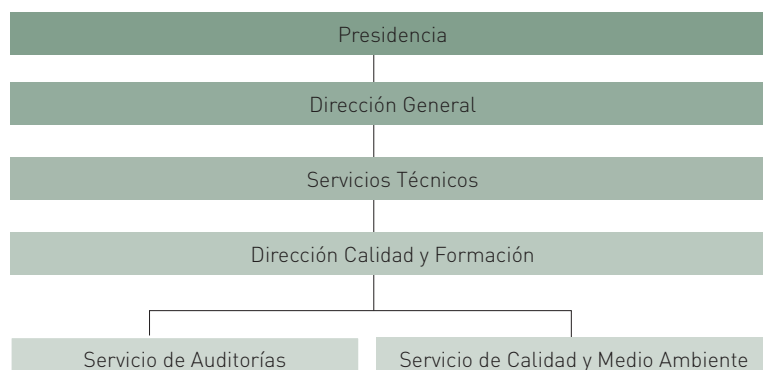 Presidencia
Dirección General
Servicios Técnicos
Dirección Calidad y Formación
Servicio de Auditorías
Servicio de Calidad y Medio Ambiente